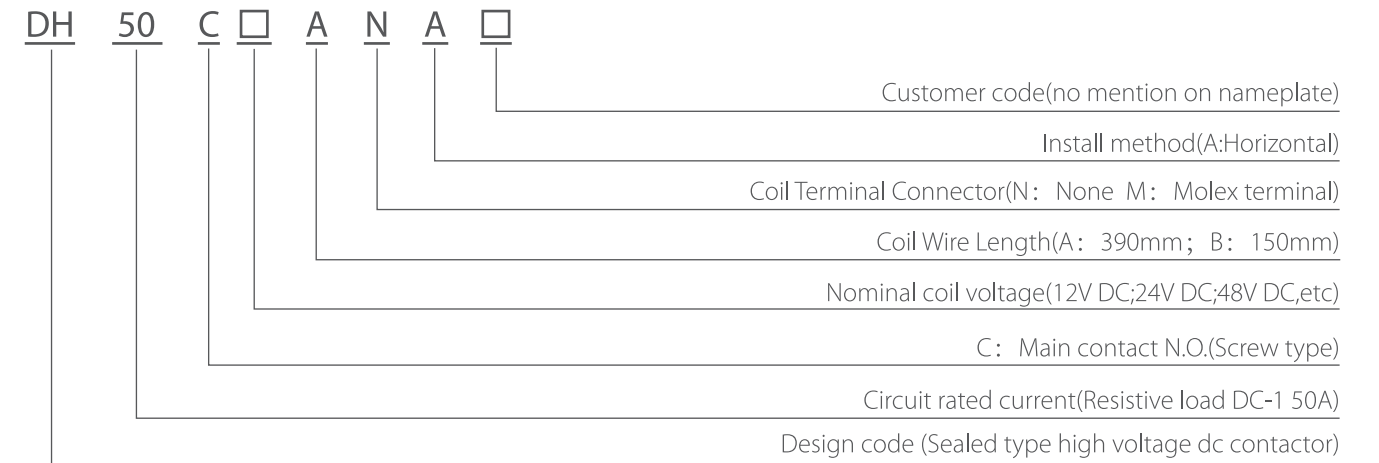 DH 50 C □ A N A □
Customer code(no mention on nameplate)
Install method(A:Horizontal)
Coil Terminal Connector(N： None M： Molex terminal)
Coil Wire Length(A： 390mm； B： 150mm)
Nominal coil voltage(12V DC;24V DC;48V DC,etc)
C： Main contact N.O.(Screw type)
Circuit rated current(Resistive load DC-1 50A)
Design code (Sealed type high voltage dc contactor)